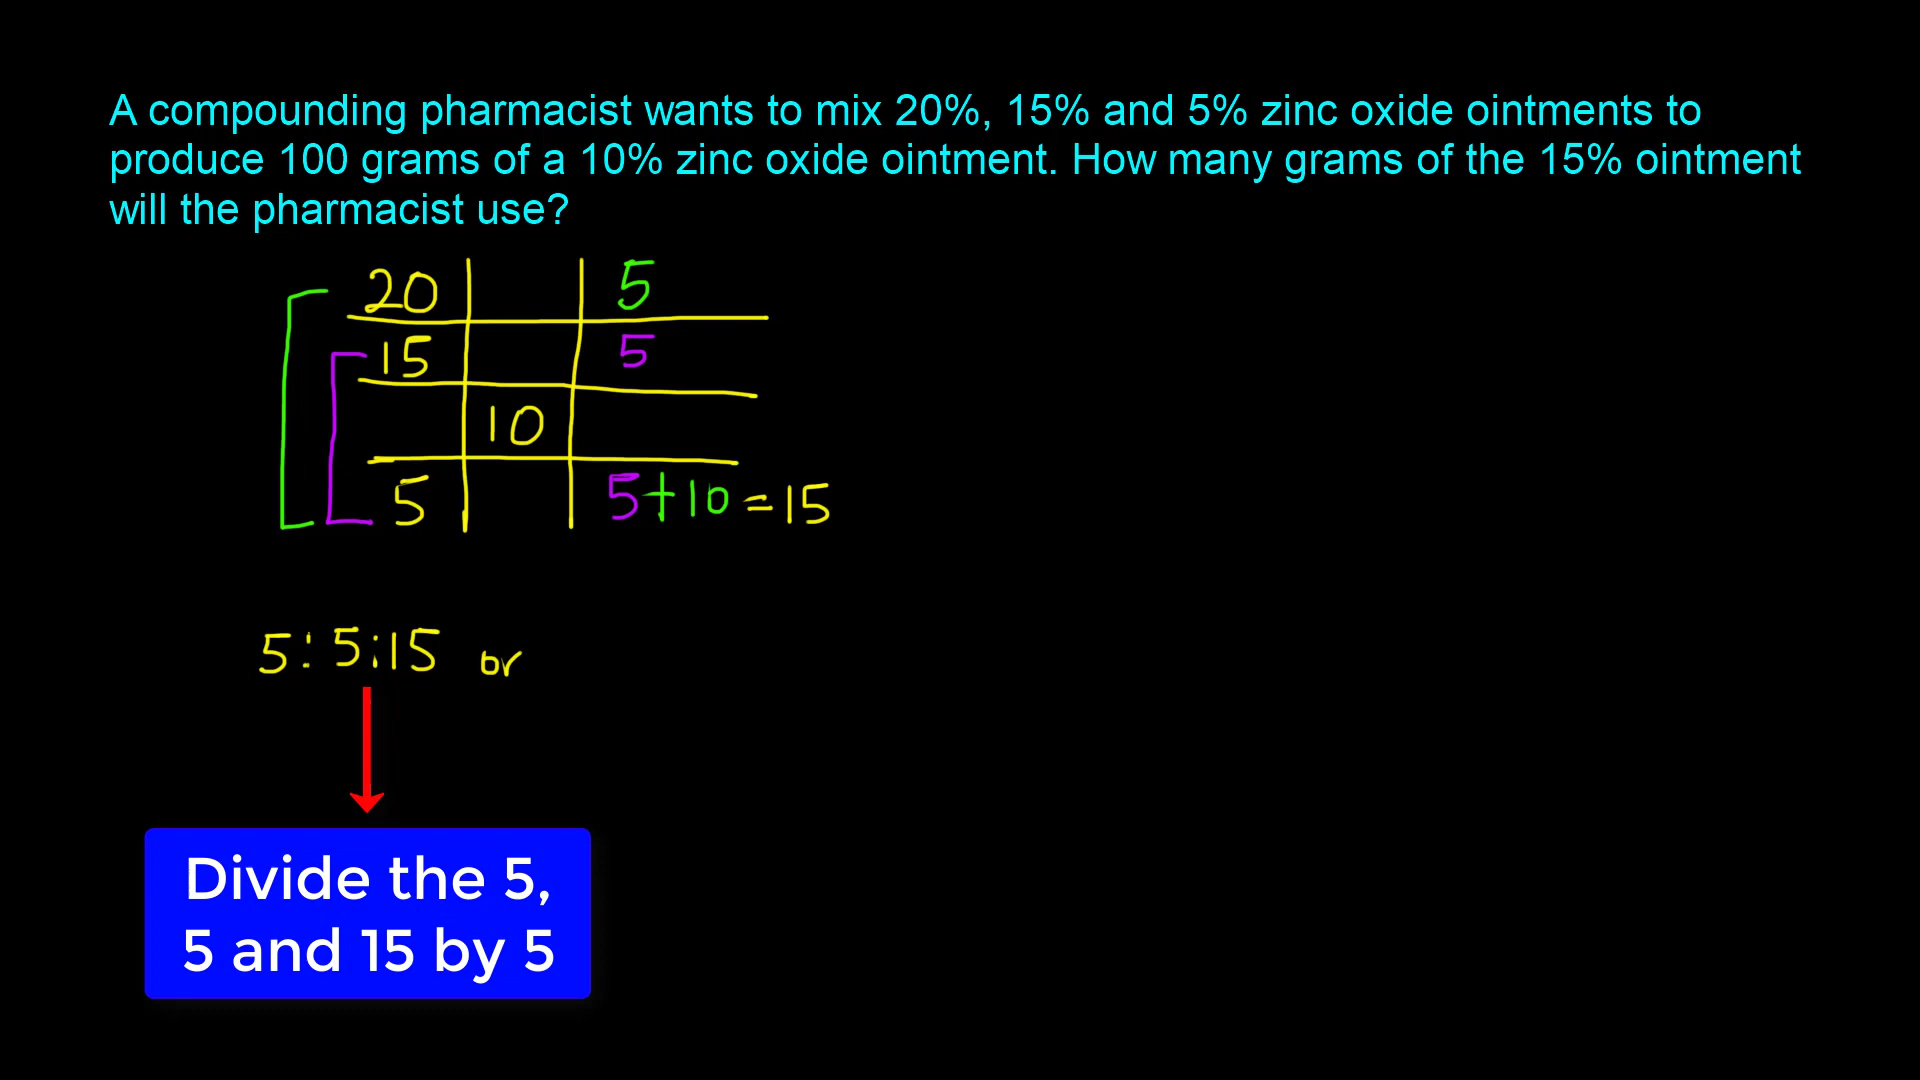 A compounding pharmacist wants to mix 20%, 15% and 5% zinc oxide ointments to
produce 100 grams of a 10% zinc oxide ointment. How many grams of the 15% ointment
will the pharmacist use?
20 5
15 5
10
5 5+10=15
5:5:15 or
Divide the 5,
5 and 15 by 5